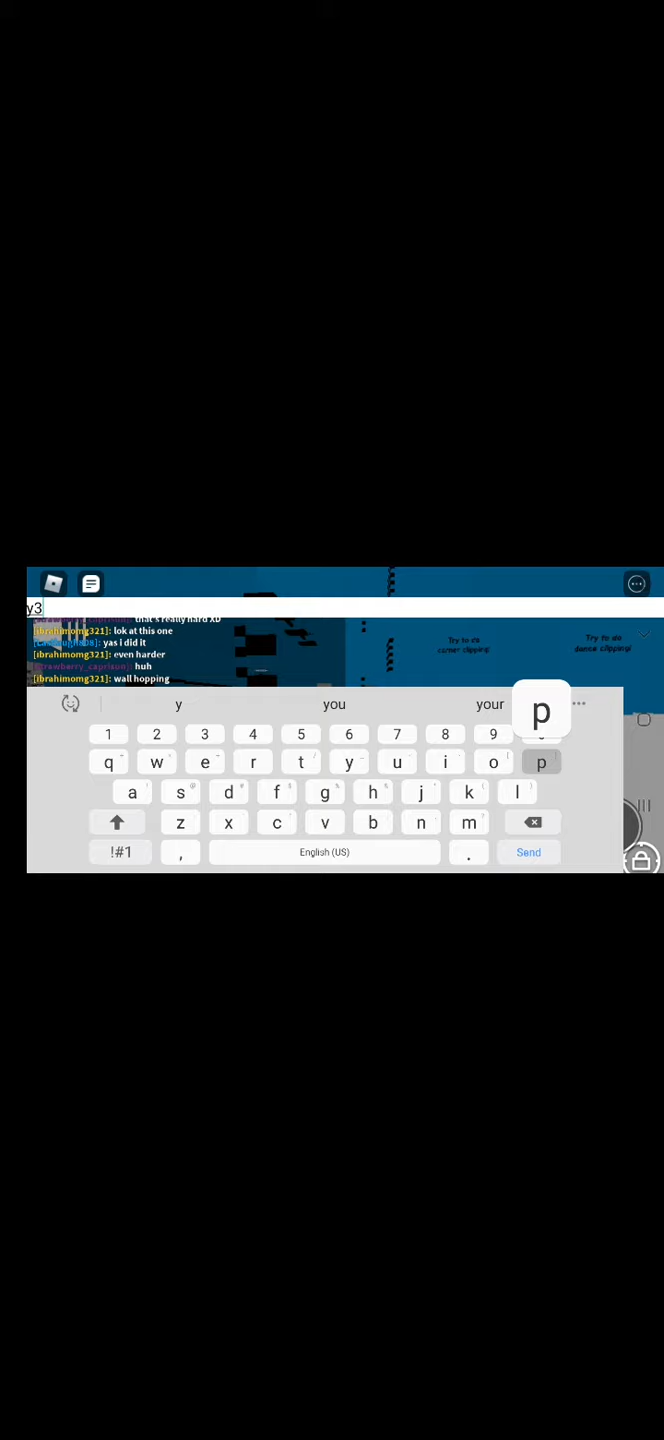 y3
that's really hard XD
[ibrahimomg321]: lok at this one
yas i did it
[ibrahimomg321]: even harder
[strawberry_caprison]: huh
[ibrahimomg321]: wall hopping
Try to do
corner clipping!
Try to do
dance clipping!
y you your
p
1 2 3 4 5 6 7 8 9
q w e r t y u i o p
a s d f g h j k l
z x c v b n m
!#1 , English (US) . Send